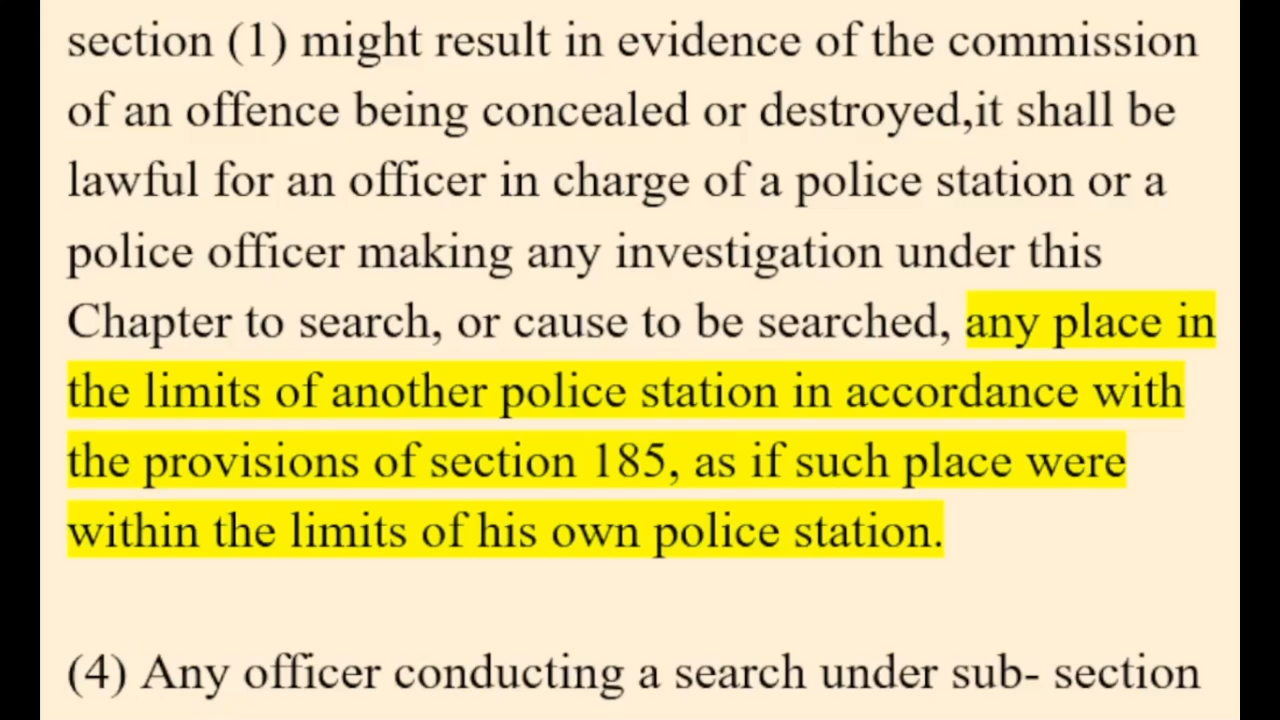 section (1) might result in evidence of the commission
of an offence being concealed or destroyed,it shall be
lawful for an officer in charge of a police station or a
police officer making any investigation under this
Chapter to search, or cause to be searched, any place in
the limits of another police station in accordance with
the provisions of section 185, as if such place were
within the limits of his own police station.
(4) Any officer conducting a search under sub- section